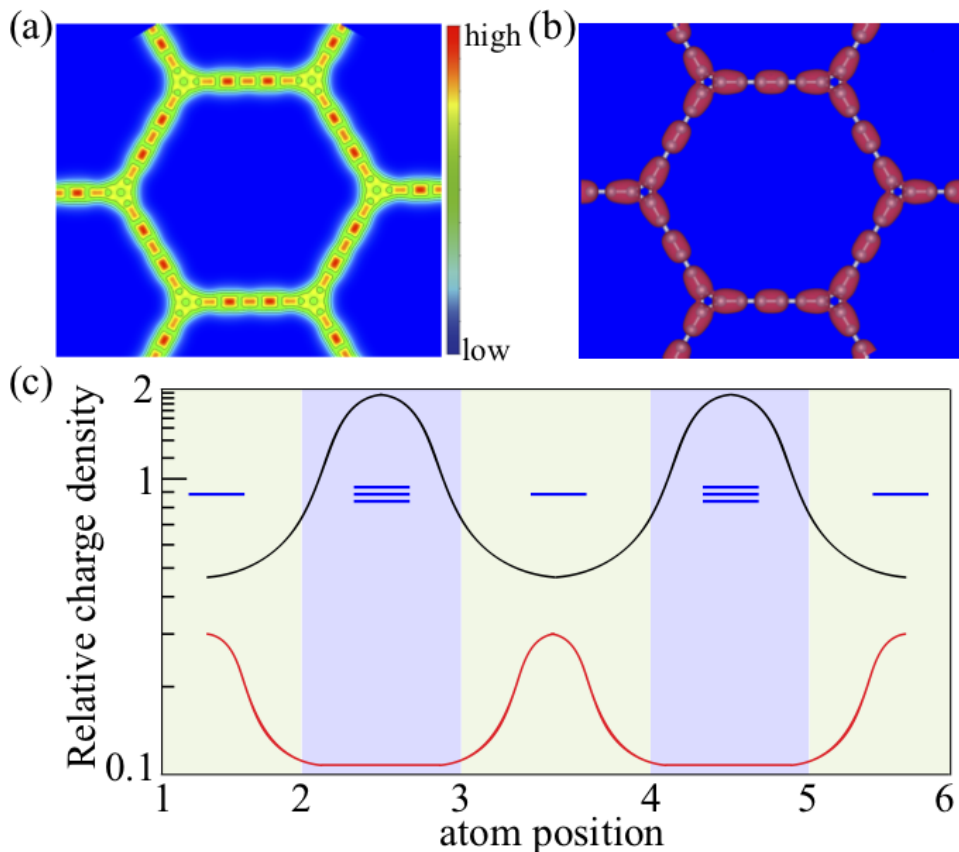 (a)
high
low
(b)
(c)
Relative charge density
2
1
0.1
1 2 3 4 5 6
atom position